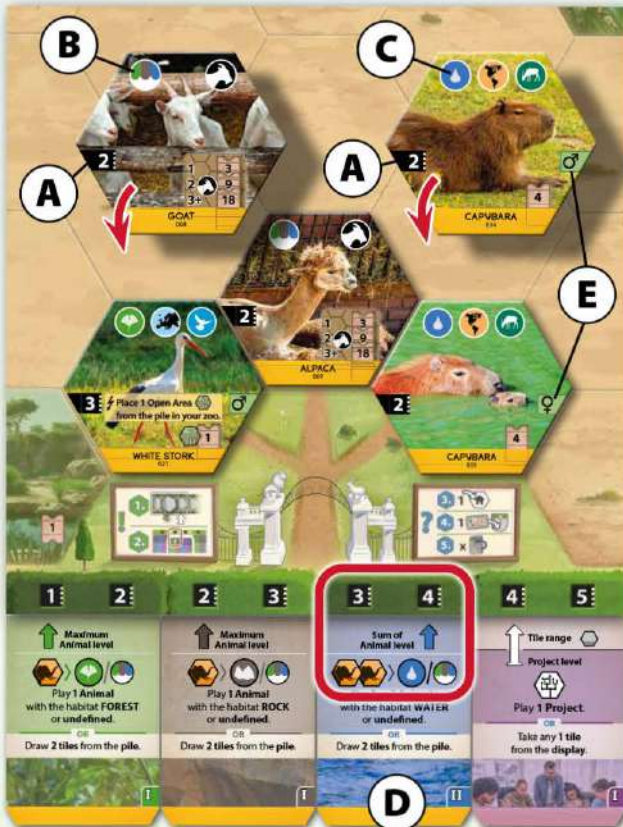 B
C
A
2
1 3
2 9
3+ 18
GOAT
A
2
4
CAPYBARA
E
2
1 3
2 9
3+ 18
ALPACA
3
Place 1 Open Area
from the pile in your zoo.
1
WHITE STORK
2
4
CAPYBARA
1
!
1.
2.
?
3. 1
4. 1
5. x
1 2
2 3
3 4
4 5
Maximum
Animal level
Play 1 Animal
with the habitat FOREST
or undefined.
OR
Draw 2 tiles from the pile.
I
Maximum
Animal level
Play 1 Animal
with the habitat ROCK
or undefined.
OR
Draw 2 tiles from the pile.
I
Sum of
Animal level
with the habitat WATER
or undefined.
OR
Draw 2 tiles from the pile.
D
II
Tile range
Project level
Play 1 Project.
OR
Take any 1 tile
from the display.
I